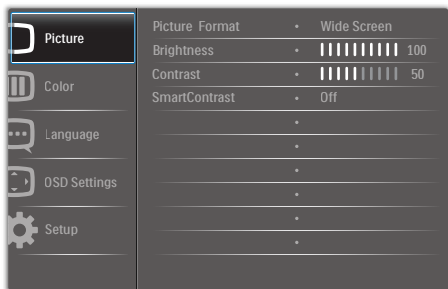 Picture
Color
Language
OSD Settings
Setup
Picture Format • Wide Screen
Brightness • 100
Contrast • 50
SmartContrast • Off
•
•
•
•
•
•